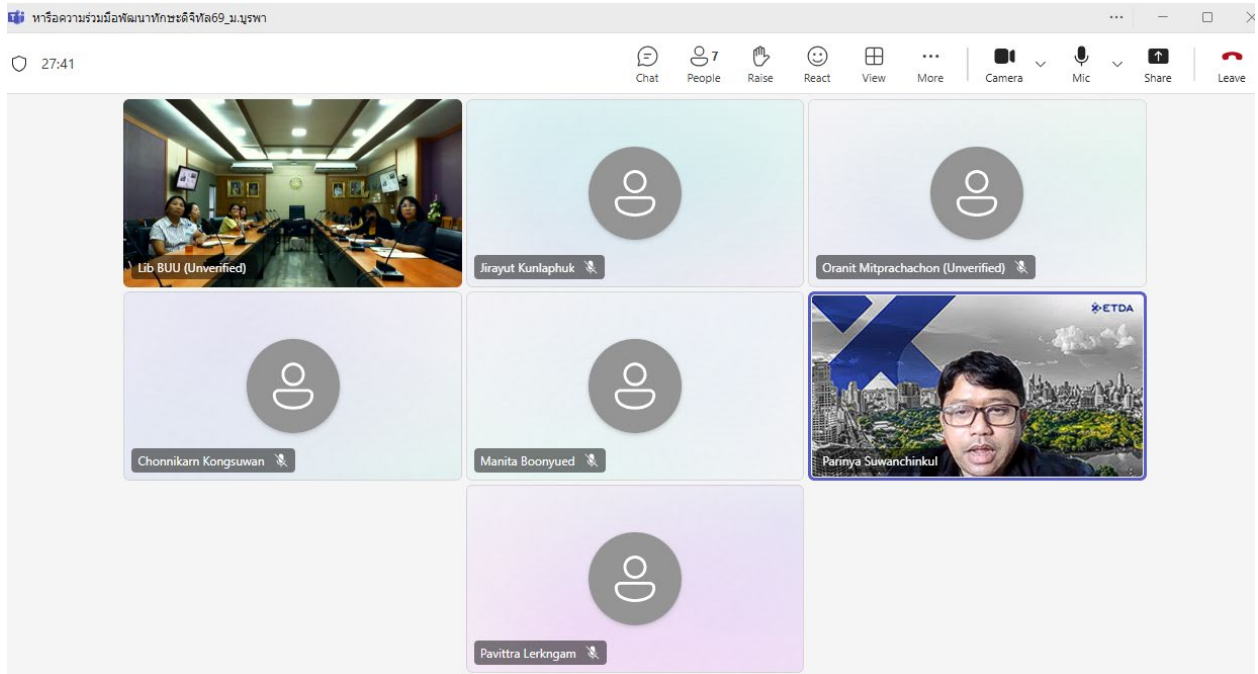 หารือความร่วมมือพัฒนาทักษะดิจิทัล69_ม.บูรพา
27:41
Chat
7
People
Raise
React
View
More
Camera
Mic
Share
Leave
Lib BUU (Unverified)
Jirayut Kunlaphuk
Oranit Mitprachachon (Unverified)
Chonnikarn Kongsuwan
Manita Boonyued
ETDA
Parinya Suwanchinkul
Pavittra Lerkngam